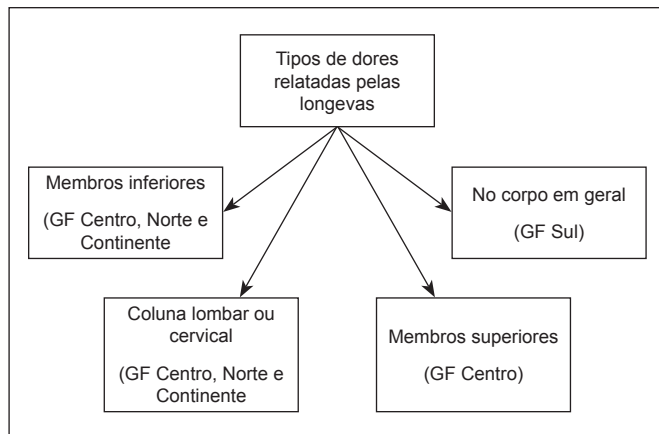 Tipos de dores
relatadas pelas
longevas
Membros inferiores
(GF Centro, Norte e
Continente
No corpo em geral
(GF Sul)
Coluna lombar ou
cervical
(GF Centro, Norte e
Continente
Membros superiores
(GF Centro)